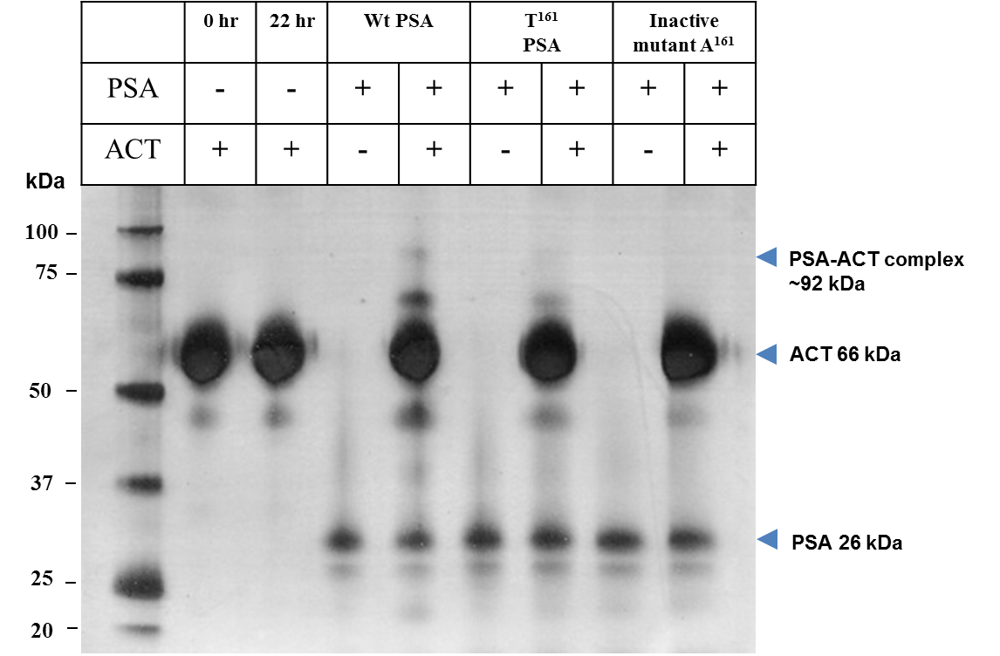 0 hr 22 hr Wt PSA T¹⁶¹ Inactive
PSA mutant A¹⁶¹
PSA - - + + + + + +
ACT + + - + - + - +
kDa
100
75
50
37
25
20
PSA-ACT complex
~92 kDa
ACT 66 kDa
PSA 26 kDa